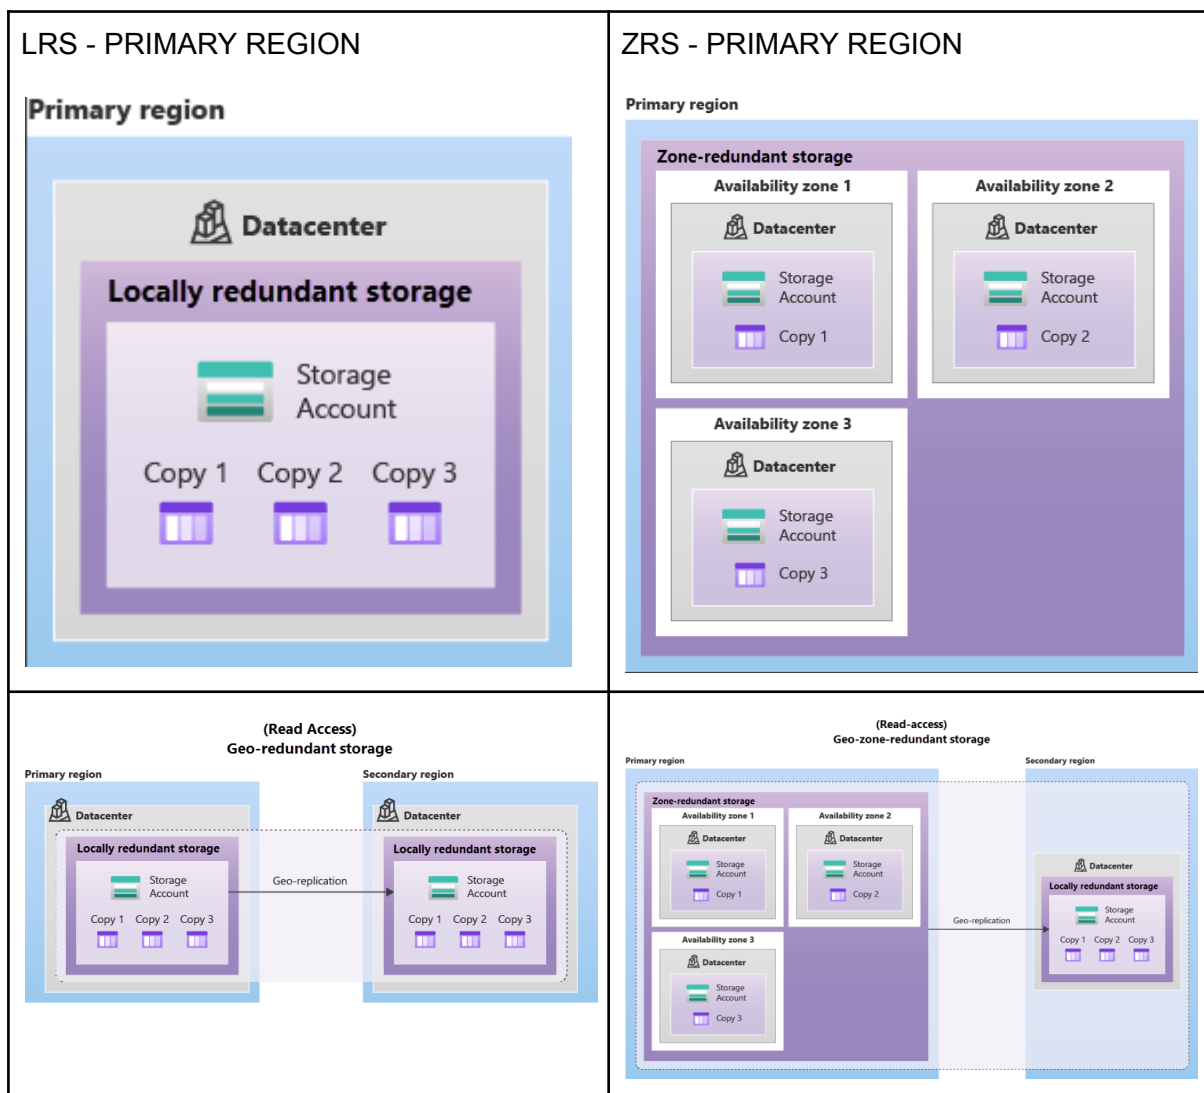 LRS - PRIMARY REGION
Primary region
Datacenter
Locally redundant storage
Storage
Account
Copy 1 Copy 2 Copy 3
ZRS - PRIMARY REGION
Primary region
Zone-redundant storage
Availability zone 1
Datacenter
Storage
Account
Copy 1
Availability zone 2
Datacenter
Storage
Account
Copy 2
Availability zone 3
Datacenter
Storage
Account
Copy 3
(Read Access)
Geo-redundant storage
Primary region
Datacenter
Locally redundant storage
Storage
Account
Copy 1 Copy 2 Copy 3
Geo-replication
Secondary region
Datacenter
Locally redundant storage
Storage
Account
Copy 1 Copy 2 Copy 3
(Read-access)
Geo-zone-redundant storage
Primary region
Zone-redundant storage
Availability zone 1
Datacenter
Storage
Account
Copy 1
Availability zone 2
Datacenter
Storage
Account
Copy 2
Availability zone 3
Datacenter
Storage
Account
Copy 3
Geo-replication
Secondary region
Datacenter
Locally redundant storage
Storage
Account
Copy 1 Copy 2 Copy 3